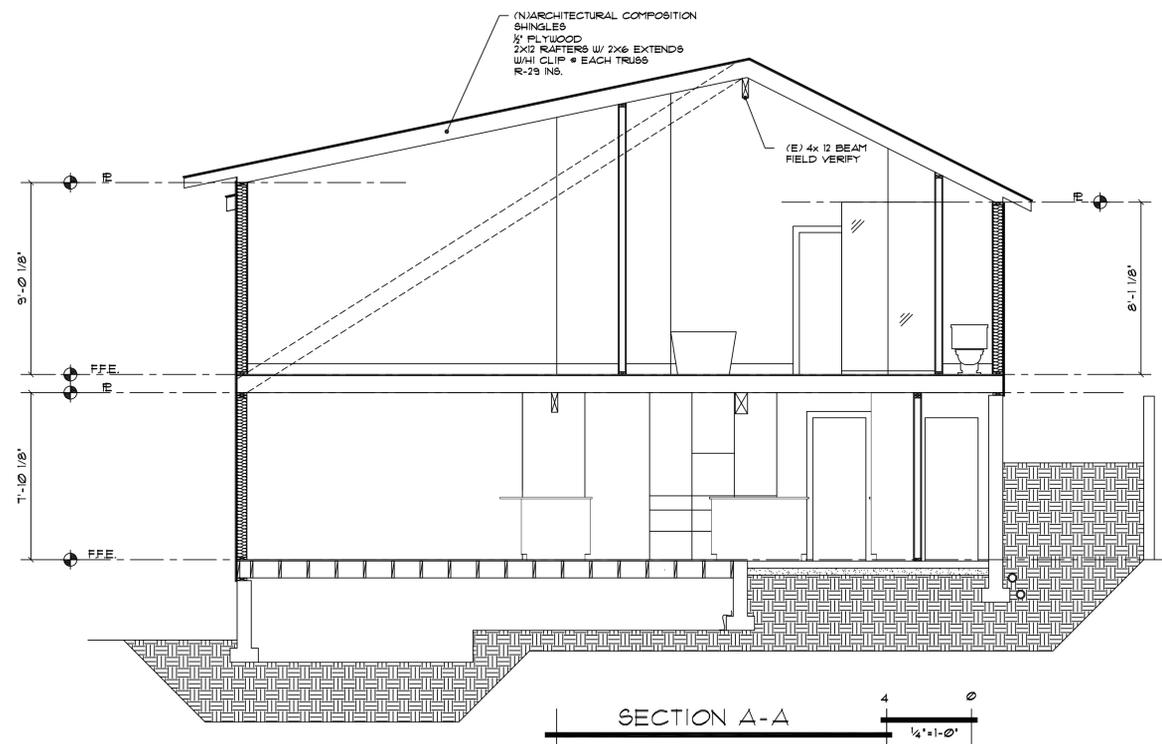 (N)ARCHITECTURAL COMPOSITION
SHINGLES
½" PLYWOOD
2X12 RAFTERS W/ 2X6 EXTENDS
W/H1 CLIP @ EACH TRUSS
R-29 INS.
(E) 4x 12 BEAM
FIELD VERIFY
PL
PL
9'-0 1/8"
8'-1 1/8"
F.F.E.
PL
7'-10 1/8"
F.F.E.
SECTION A-A
4 0
¼"=1-0"